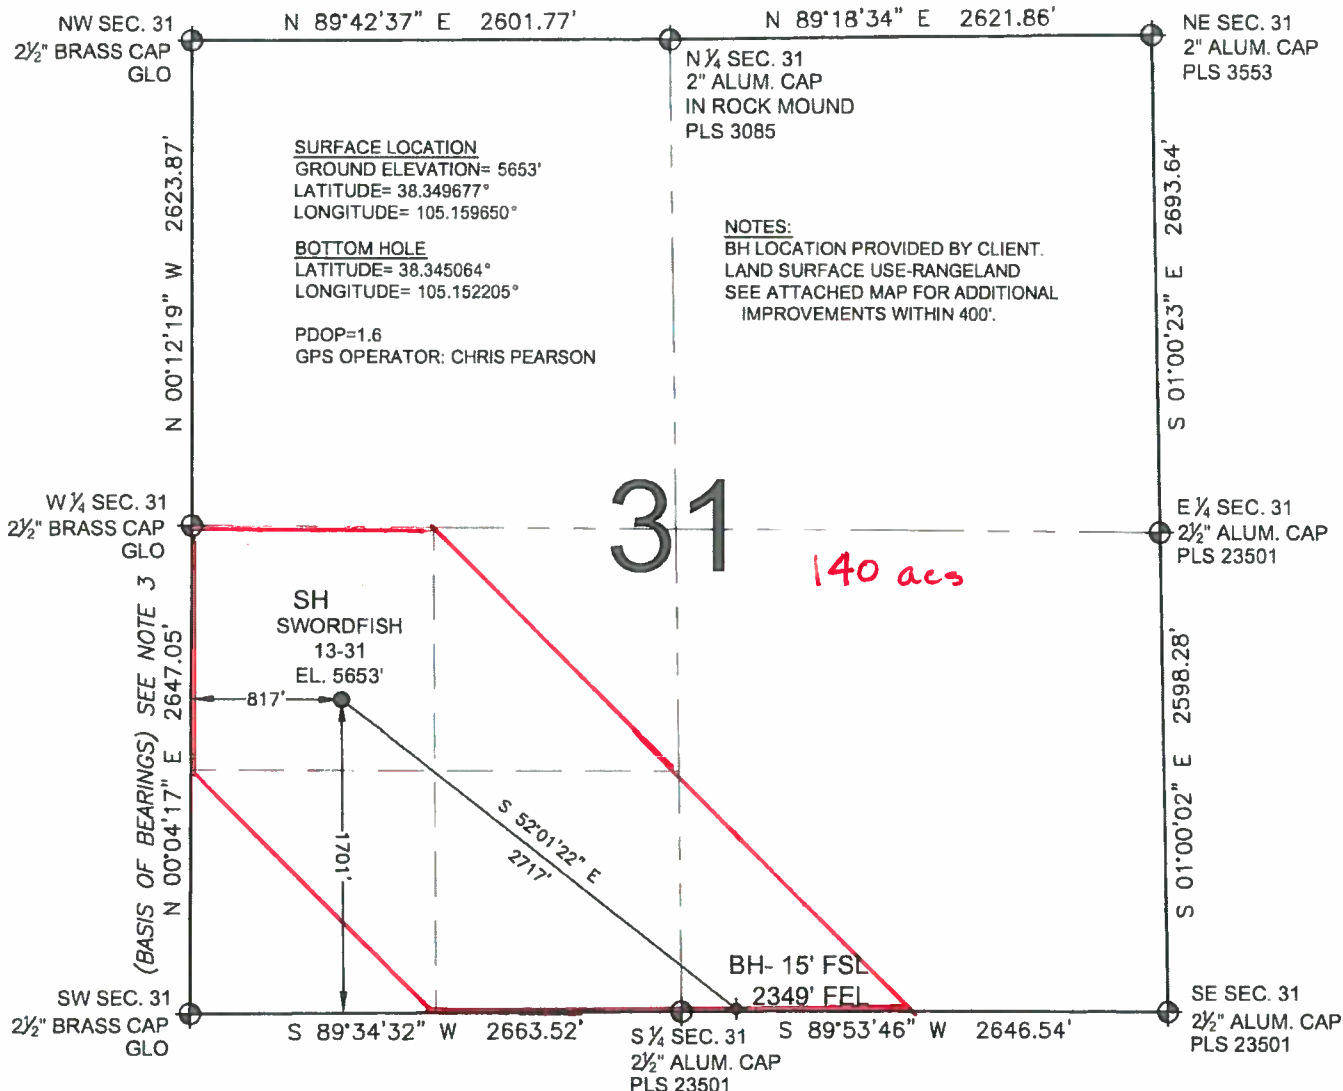 N 89°42'37" E 2601.77'
N 89°18'34" E 2621.86'
NW SEC. 31
2½" BRASS CAP
GLO
N ¼ SEC. 31
2" ALUM. CAP
IN ROCK MOUND
PLS 3085
NE SEC. 31
2" ALUM. CAP
PLS 3553
SURFACE LOCATION
GROUND ELEVATION= 5653'
LATITUDE= 38.349677°
LONGITUDE= 105.159650°
BOTTOM HOLE
LATITUDE= 38.345064°
LONGITUDE= 105.152205°
PDOP=1.6
GPS OPERATOR: CHRIS PEARSON
NOTES:
BH LOCATION PROVIDED BY CLIENT.
LAND SURFACE USE-RANGELAND
SEE ATTACHED MAP FOR ADDITIONAL
IMPROVEMENTS WITHIN 400'.
N 00°12'19" W 2623.87'
S 01°00'23" E 2693.64'
W ¼ SEC. 31
2½" BRASS CAP
GLO
31
140 acs
E ¼ SEC. 31
2½" ALUM. CAP
PLS 23501
SH
SWORDFISH
13-31
EL. 5653'
817'
1701'
(BASIS OF BEARINGS) SEE NOTE 3
N 00°04'17" E 2647.05'
S 52°01'22" E
2717'
S 01°00'02" E 2598.28'
BH- 15' FSL
2349' FEL
SW SEC. 31
2½" BRASS CAP
GLO
S 89°34'32" W 2663.52'
S ¼ SEC. 31
2½" ALUM. CAP
PLS 23501
S 89°53'46" W 2646.54'
SE SEC. 31
2½" ALUM. CAP
PLS 23501